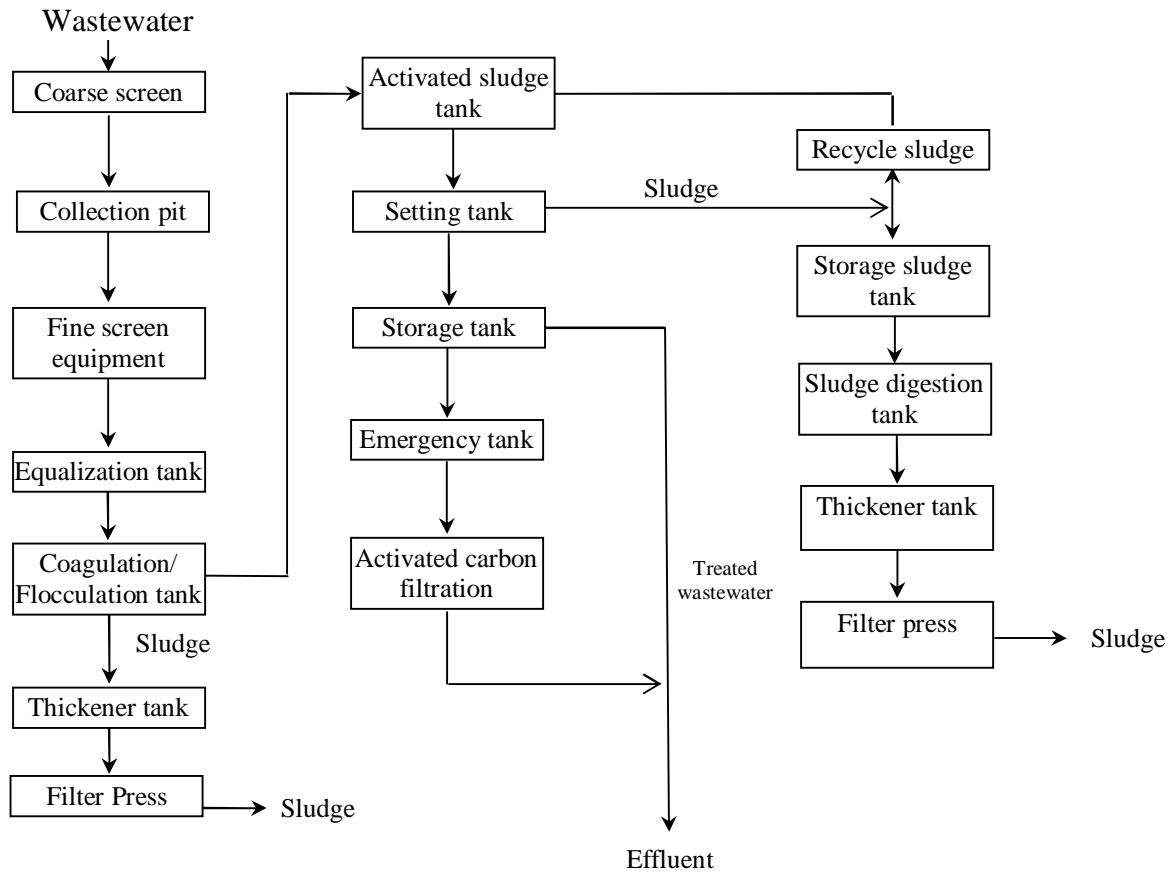 Wastewater
Coarse screen
Collection pit
Fine screen
equipment
Equalization tank
Coagulation/
Flocculation tank
Sludge
Thickener tank
Filter Press
Sludge
Activated sludge
tank
Setting tank
Sludge
Storage tank
Emergency tank
Activated carbon
filtration
Treated
wastewater
Effluent
Recycle sludge
Storage sludge
tank
Sludge digestion
tank
Thickener tank
Filter press
Sludge